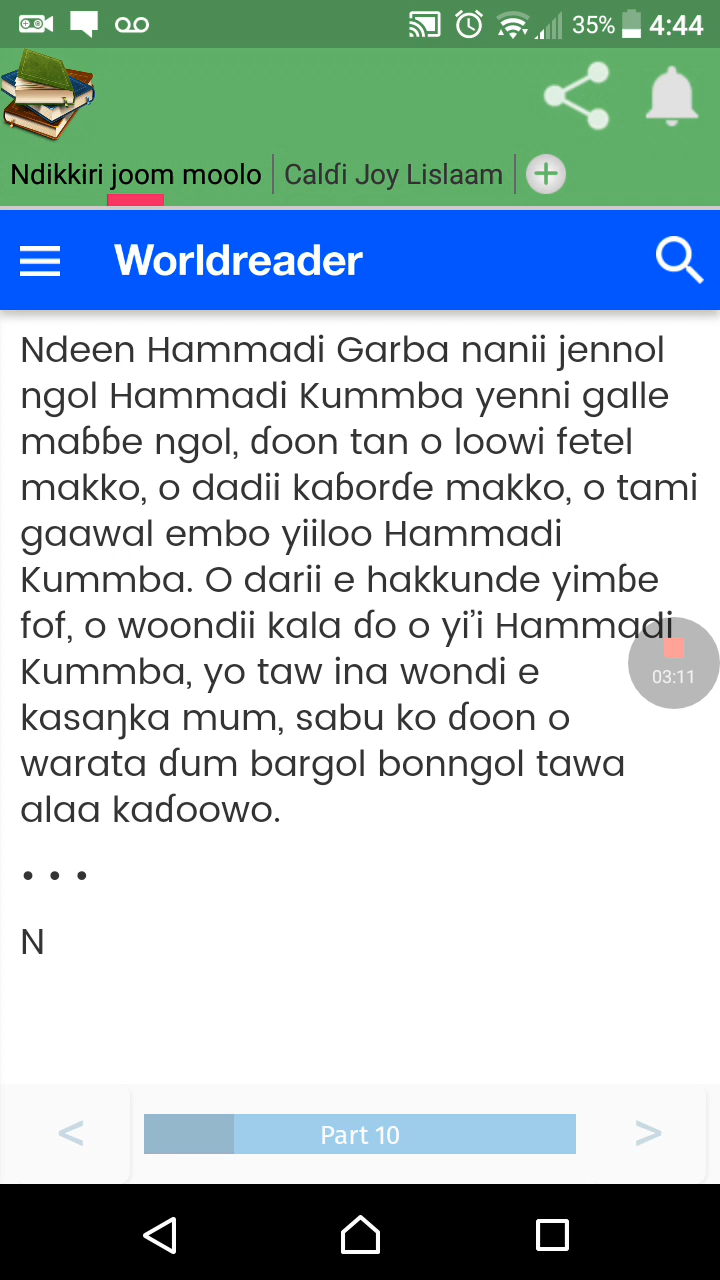 35% 4:44
Ndikkiri joom moolo Calɗi Joy Lislaam
Worldreader
Ndeen Hammadi Garba nanii jennol
ngol Hammadi Kummba yenni galle
maɓɓe ngol, ɗoon tan o loowi fetel
makko, o dadii kaɓorɗe makko, o tami
gaawal embo yiiloo Hammadi
Kummba. O darii e hakkunde yimɓe
fof, o woondii kala ɗo o yi’i Hammadi
Kummba, yo taw ina wondi e
kasaŋka mum, sabu ko ɗoon o
warata ɗum bargol bonngol tawa
alaa kaɗoowo.
• • •
N
03:11
< Part 10 >